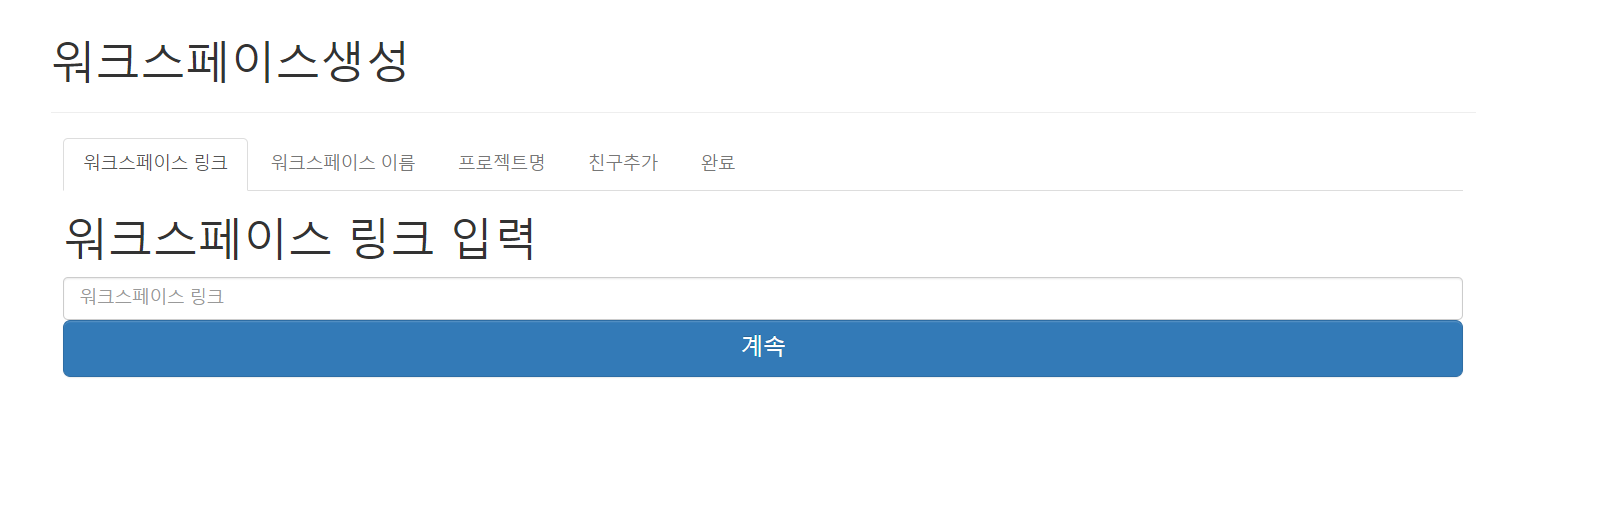 워크스페이스생성
워크스페이스 링크 워크스페이스 이름 프로젝트명 친구추가 완료
워크스페이스 링크 입력
워크스페이스 링크
계속